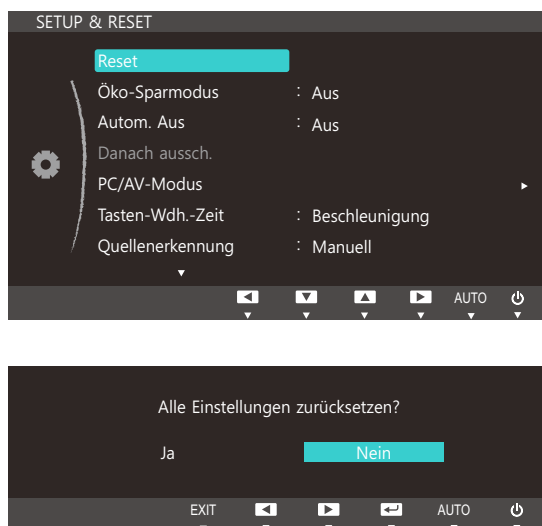 SETUP & RESET
Reset
Öko-Sparmodus : Aus
Autom. Aus : Aus
Danach aussch.
PC/AV-Modus
Tasten-Wdh.-Zeit : Beschleunigung
Quellenerkennung : Manuell
AUTO
Alle Einstellungen zurücksetzen?
Ja Nein
EXIT AUTO